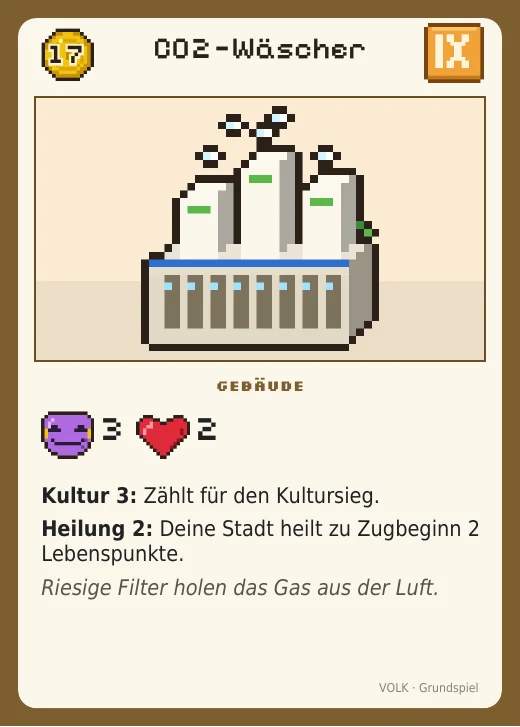 17
CO2-Wäscher
IX
GEBÄUDE
3
2
Kultur 3: Zählt für den Kultursieg.
Heilung 2: Deine Stadt heilt zu Zugbeginn 2
Lebenspunkte.
Riesige Filter holen das Gas aus der Luft.
VOLK · Grundspiel